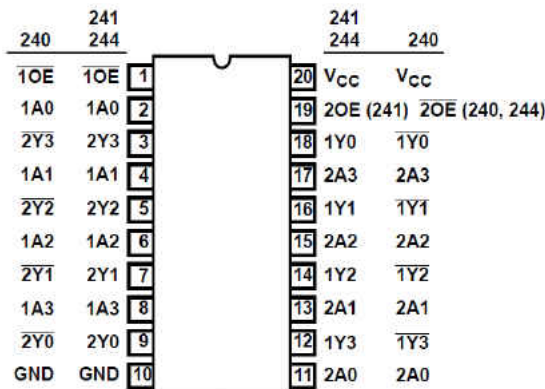 241 241
240 244 244 240
1OE 1OE 1 20 VCC VCC
1A0 1A0 2 19 2OE (241) 2OE (240, 244)
2Y3 2Y3 3 18 1Y0 1Y0
1A1 1A1 4 17 2A3 2A3
2Y2 2Y2 5 16 1Y1 1Y1
1A2 1A2 6 15 2A2 2A2
2Y1 2Y1 7 14 1Y2 1Y2
1A3 1A3 8 13 2A1 2A1
2Y0 2Y0 9 12 1Y3 1Y3
GND GND 10 11 2A0 2A0